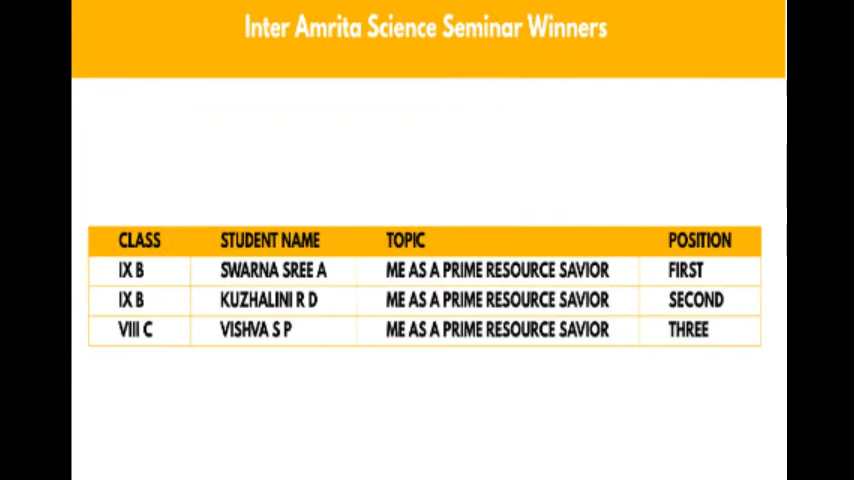 Inter Amrita Science Seminar Winners
CLASS STUDENT NAME TOPIC POSITION
IX B SWARNA SREE A ME AS A PRIME RESOURCE SAVIOR FIRST
IX B KUZHALINI R D ME AS A PRIME RESOURCE SAVIOR SECOND
VIII C VISHVA S P ME AS A PRIME RESOURCE SAVIOR THREE